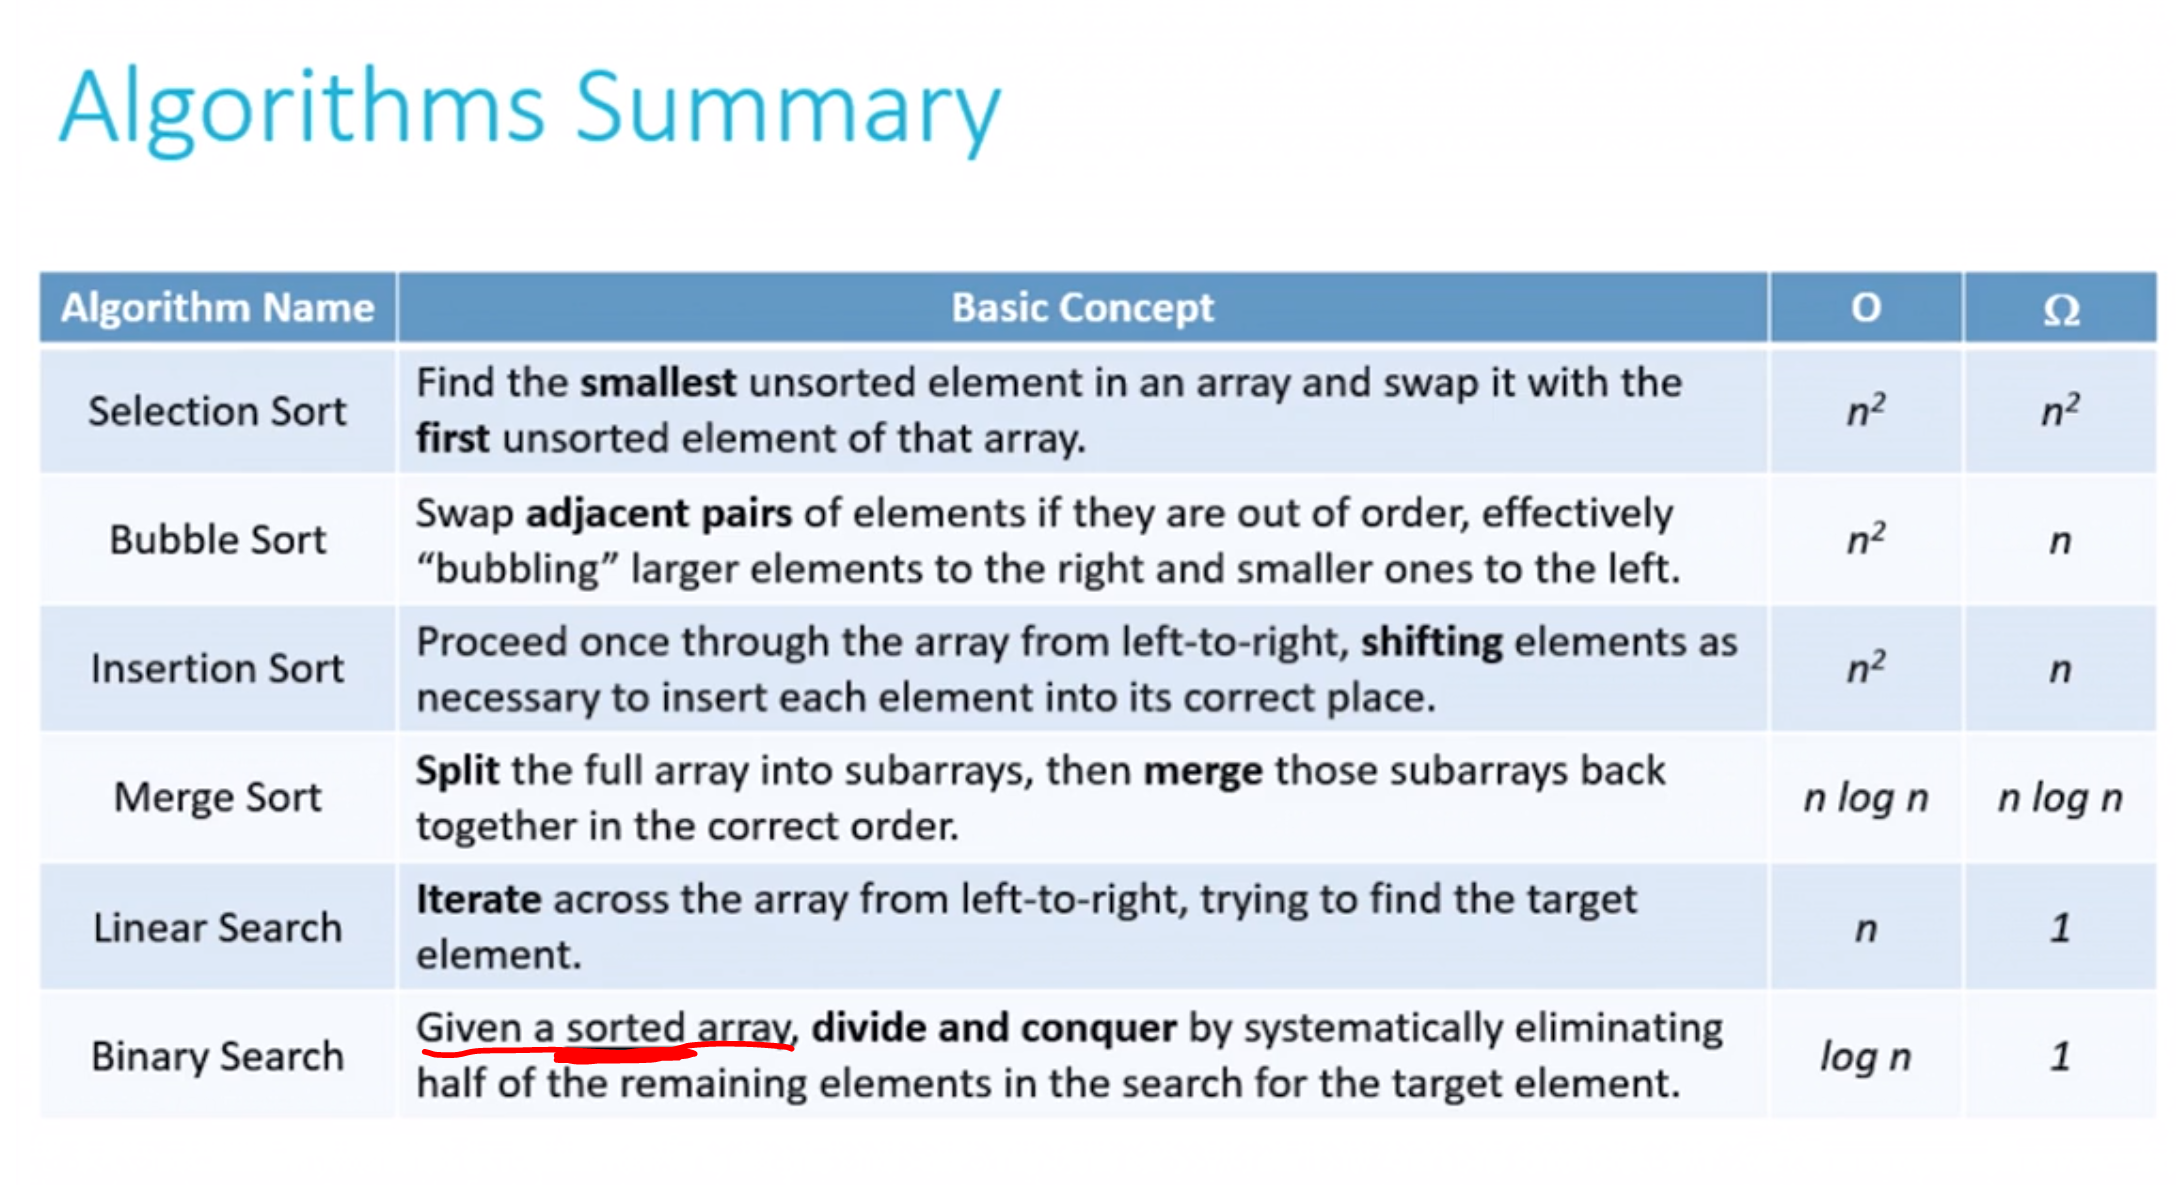 Algorithms Summary
Algorithm Name Basic Concept O Ω
Selection Sort
Find the smallest unsorted element in an array and swap it with the
first unsorted element of that array.
n² n²
Bubble Sort
Swap adjacent pairs of elements if they are out of order, effectively
“bubbling” larger elements to the right and smaller ones to the left.
n² n
Insertion Sort
Proceed once through the array from left-to-right, shifting elements as
necessary to insert each element into its correct place.
n² n
Merge Sort
Split the full array into subarrays, then merge those subarrays back
together in the correct order.
n log n n log n
Linear Search
Iterate across the array from left-to-right, trying to find the target
element.
n 1
Binary Search
Given a sorted array, divide and conquer by systematically eliminating
half of the remaining elements in the search for the target element.
log n 1